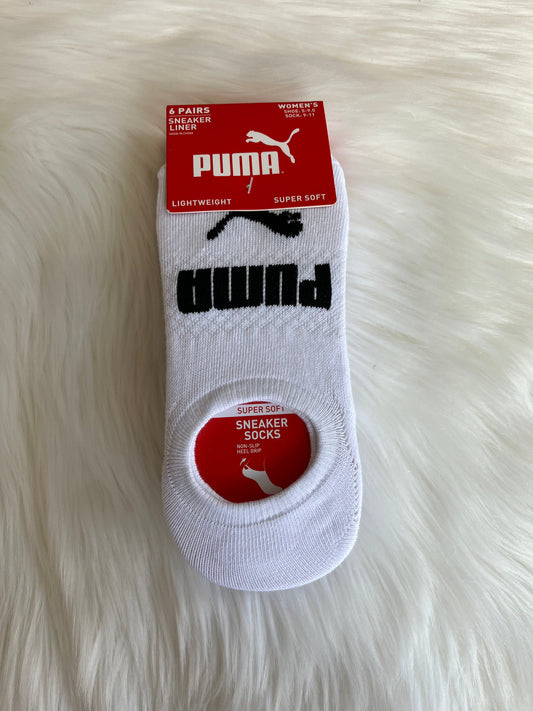 6 PAIRS
SNEAKER
LINER
MADE IN CHINA
WOMEN'S
SHOE: 5-9.5
SOCK: 9-11
PUMA
LIGHTWEIGHT
SUPER SOFT
PUMA
SUPER SOFT
SNEAKER
SOCKS
NON-SLIP
HEEL GRIP